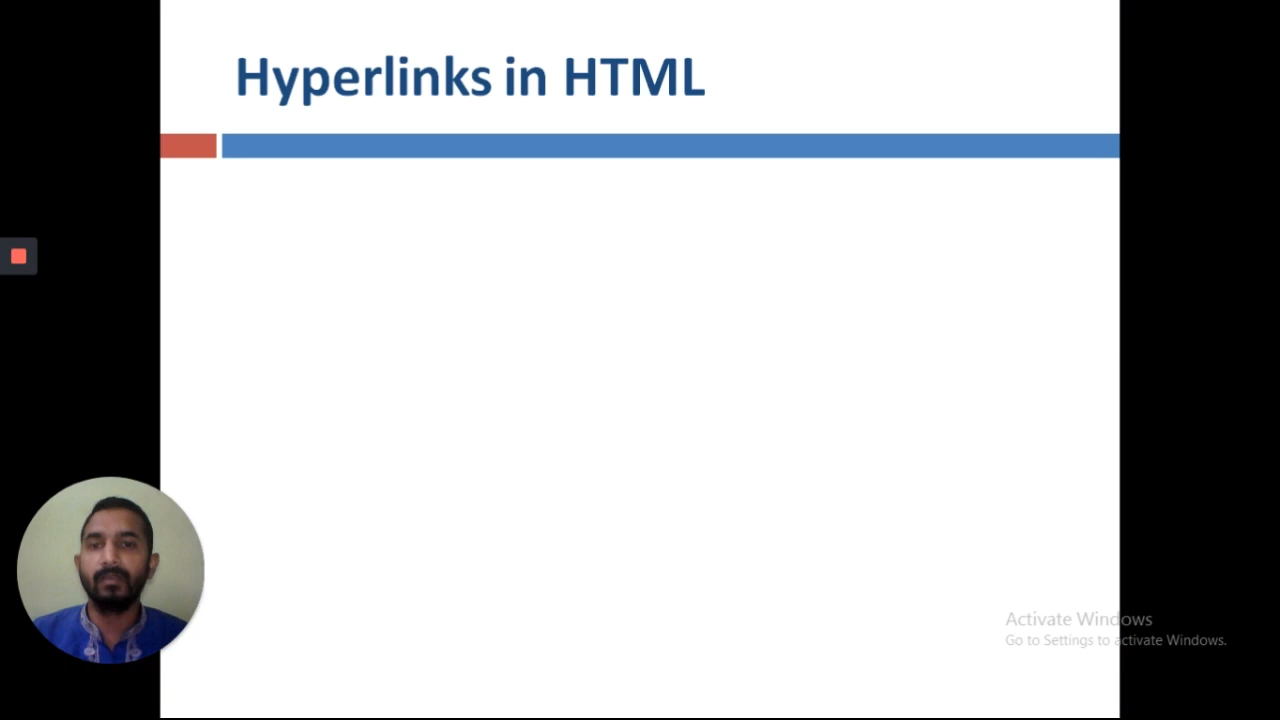 Hyperlinks in HTML
Activate Windows
Go to Settings to activate Windows.